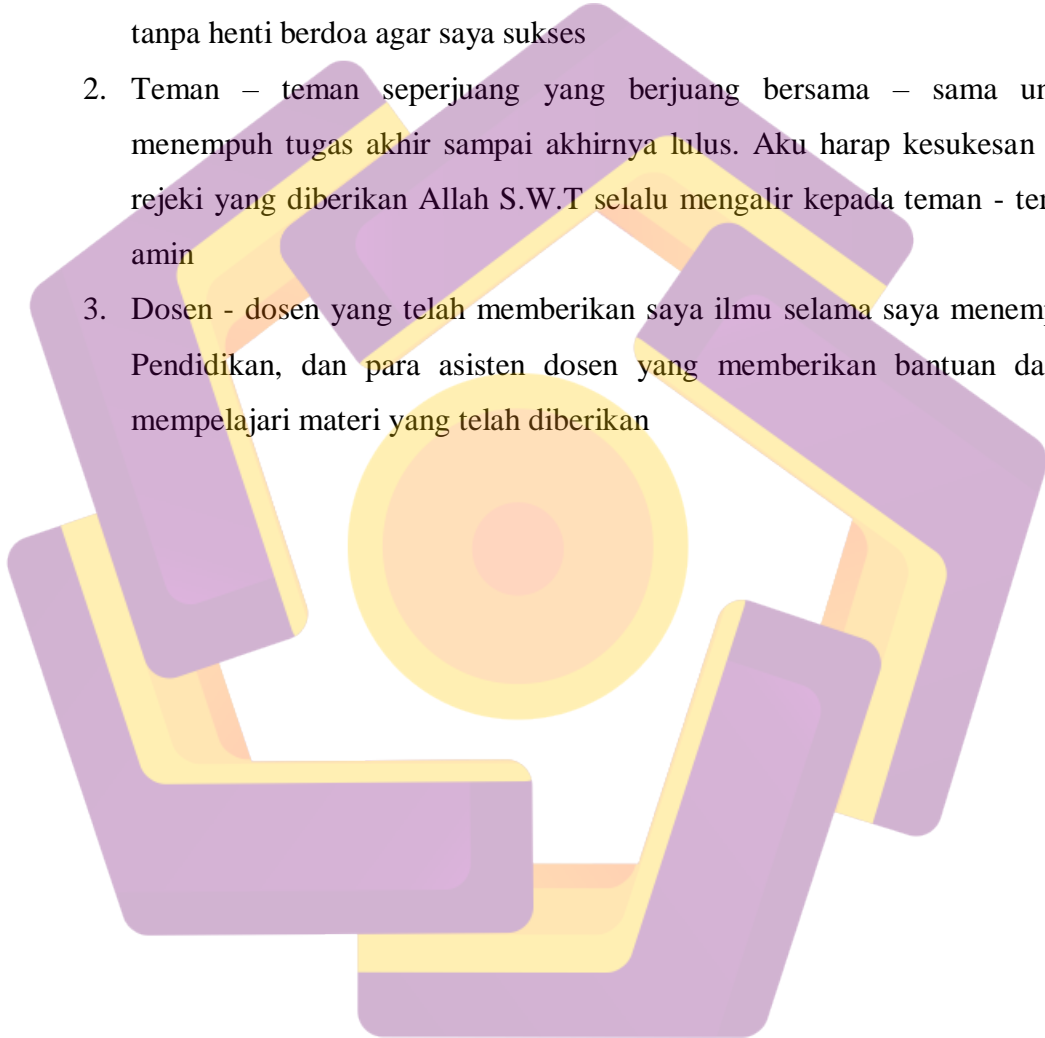 tanpa henti berdoa agar saya sukses
2. Teman – teman seperjuang yang berjuang bersama – sama
menempuh tugas akhir sampai akhirnya lulus. Aku harap kesukesan
rejeki yang diberikan Allah S.W.T selalu mengalir kepada teman -
amin
3. Dosen - dosen yang telah memberikan saya ilmu selama saya
Pendidikan, dan para asisten dosen yang memberikan bantuan
mempelajari materi yang telah diberikan